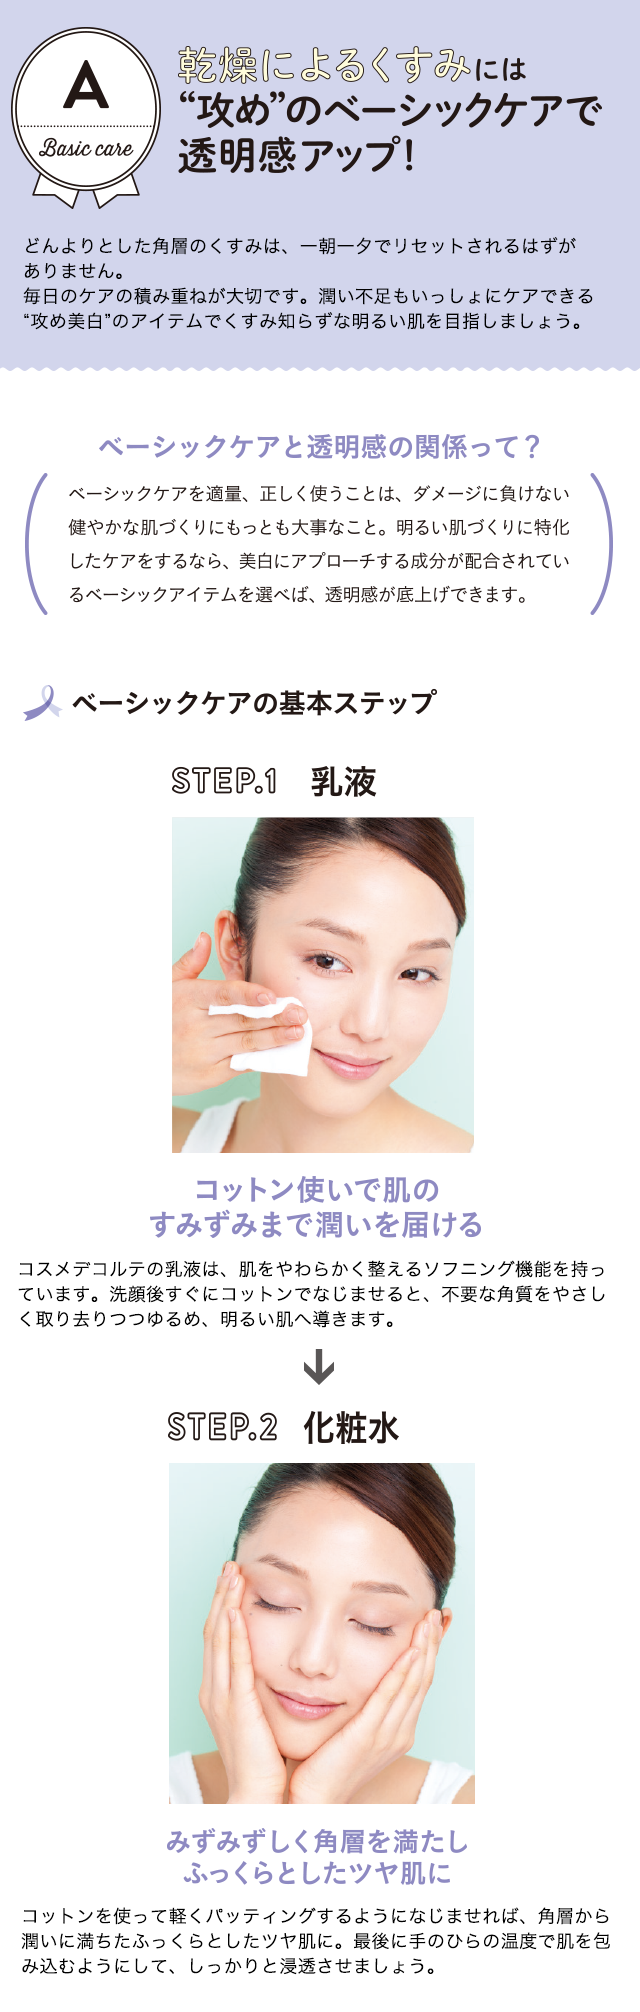 A
Basic care
乾燥によるくすみには
“攻め”のベーシックケアで
透明感アップ!
どんよりとした角層のくすみは、一朝一夕でリセットされるはずが
ありません。
毎日のケアの積み重ねが大切です。潤い不足もいっしょにケアできる
“攻め美白”のアイテムでくすみ知らずな明るい肌を目指しましょう。
ベーシックケアと透明感の関係って？
ベーシックケアを適量、正しく使うことは、ダメージに負けない
健やかな肌づくりにもっとも大事なこと。明るい肌づくりに特化
したケアをするなら、美白にアプローチする成分が配合されてい
るベーシックアイテムを選べば、透明感が底上げできます。
ベーシックケアの基本ステップ
STEP.1 乳液
コットン使いで肌の
すみずみまで潤いを届ける
コスメデコルテの乳液は、肌をやわらかく整えるソフニング機能を持っ
ています。洗顔後すぐにコットンでなじませると、不要な角質をやさし
く取り去りつつゆるめ、明るい肌へ導きます。
STEP.2 化粧水
みずみずしく角層を満たし
ふっくらとしたツヤ肌に
コットンを使って軽くパッティングするようになじませれば、角層から
潤いに満ちたふっくらとしたツヤ肌に。最後に手のひらの温度で肌を包
み込むようにして、しっかりと浸透させましょう。